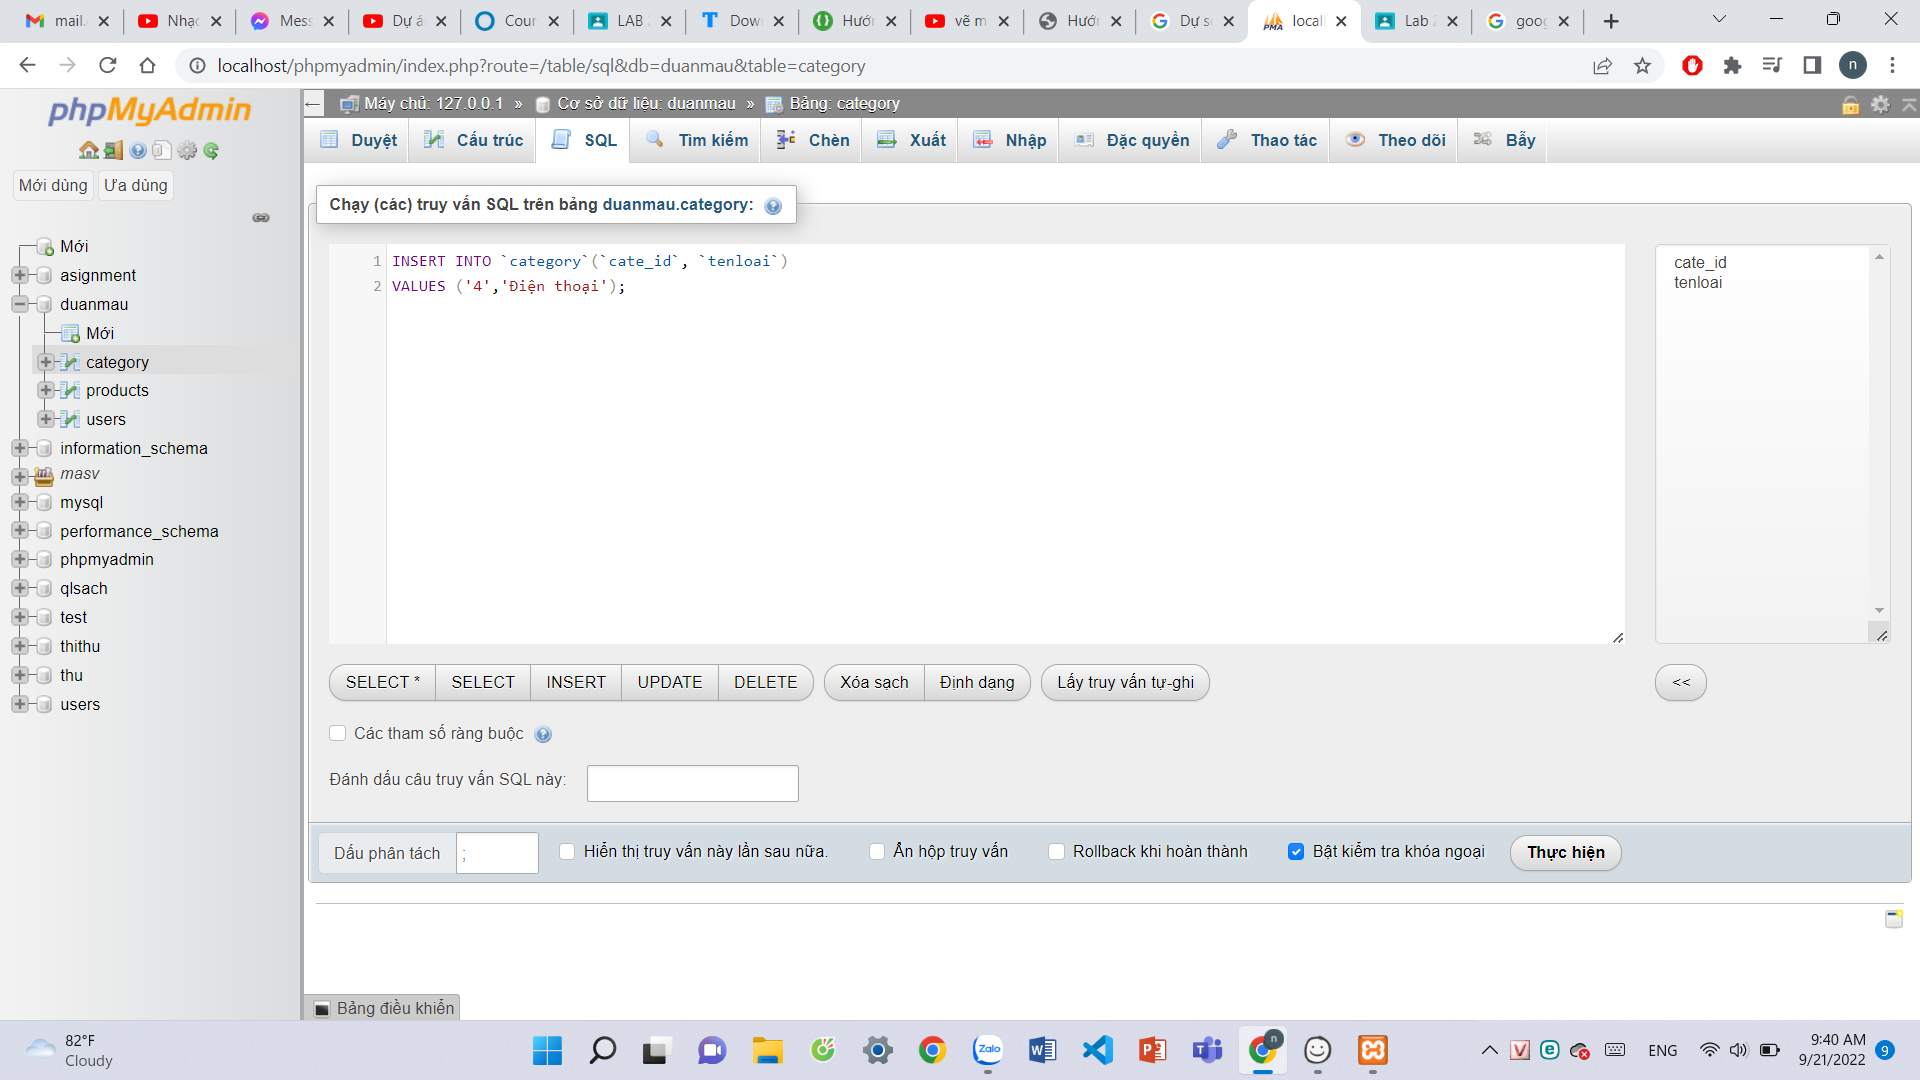 mail.
Nhạc
Mess
Dự á
Cour
LAB
Dow
Hướ
vẽ m
Hướ
Dự s
locall
Lab
goog
localhost/phpmyadmin/index.php?route=/table/sql&db=duanmau&table=category
n
phpMyAdmin
Mới dùng
Ưa dùng
Mới
asignment
duanmau
Mới
category
products
users
information_schema
masv
mysql
performance_schema
phpmyadmin
qlsach
test
thithu
thu
users
Máy chủ: 127.0.0.1 » Cơ sở dữ liệu: duanmau » Bảng: category
Duyệt
Cấu trúc
SQL
Tìm kiếm
Chèn
Xuất
Nhập
Đặc quyền
Thao tác
Theo dõi
Bẫy
Chạy (các) truy vấn SQL trên bảng duanmau.category:
1 INSERT INTO `category`(`cate_id`, `tenloai`)
2 VALUES ('4','Điện thoại');
cate_id
tenloai
SELECT *
SELECT
INSERT
UPDATE
DELETE
Xóa sạch
Định dạng
Lấy truy vấn tự-ghi
<<
Các tham số ràng buộc
Đánh dấu câu truy vấn SQL này:
Dấu phân tách
;
Hiển thị truy vấn này lần sau nữa.
Ẩn hộp truy vấn
Rollback khi hoàn thành
Bật kiểm tra khóa ngoại
Thực hiện
Bảng điều khiển
82°F
Cloudy
Zalo
n
ENG
9:40 AM
9/21/2022
9